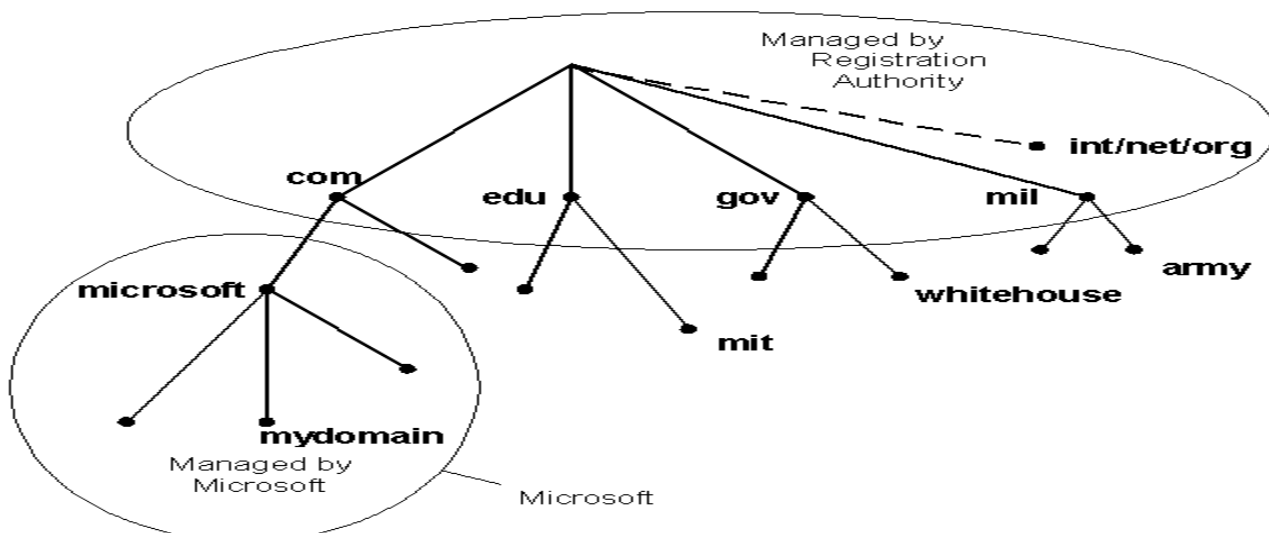 Managed by
Registration
Authority
int/net/org
com
edu
gov
mil
army
microsoft
whitehouse
mit
mydomain
Managed by
Microsoft
Microsoft